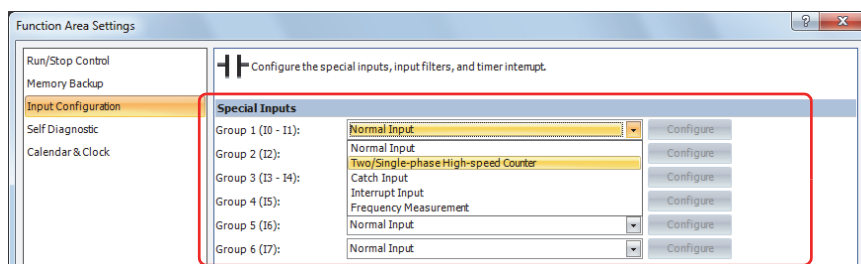 Function Area Settings
Run/Stop Control
Memory Backup
Input Configuration
Self Diagnostic
Calendar & Clock
Configure the special inputs, input filters, and timer interrupt.
Special Inputs
Group 1 (I0 - I1): Normal Input Configure
Normal Input
Group 2 (I2): Configure
Two/Single-phase High-speed Counter
Group 3 (I3 - I4): Catch Input Configure
Interrupt Input
Group 4 (I5): Configure
Frequency Measurement
Group 5 (I6): Normal Input Configure
Group 6 (I7): Normal Input Configure